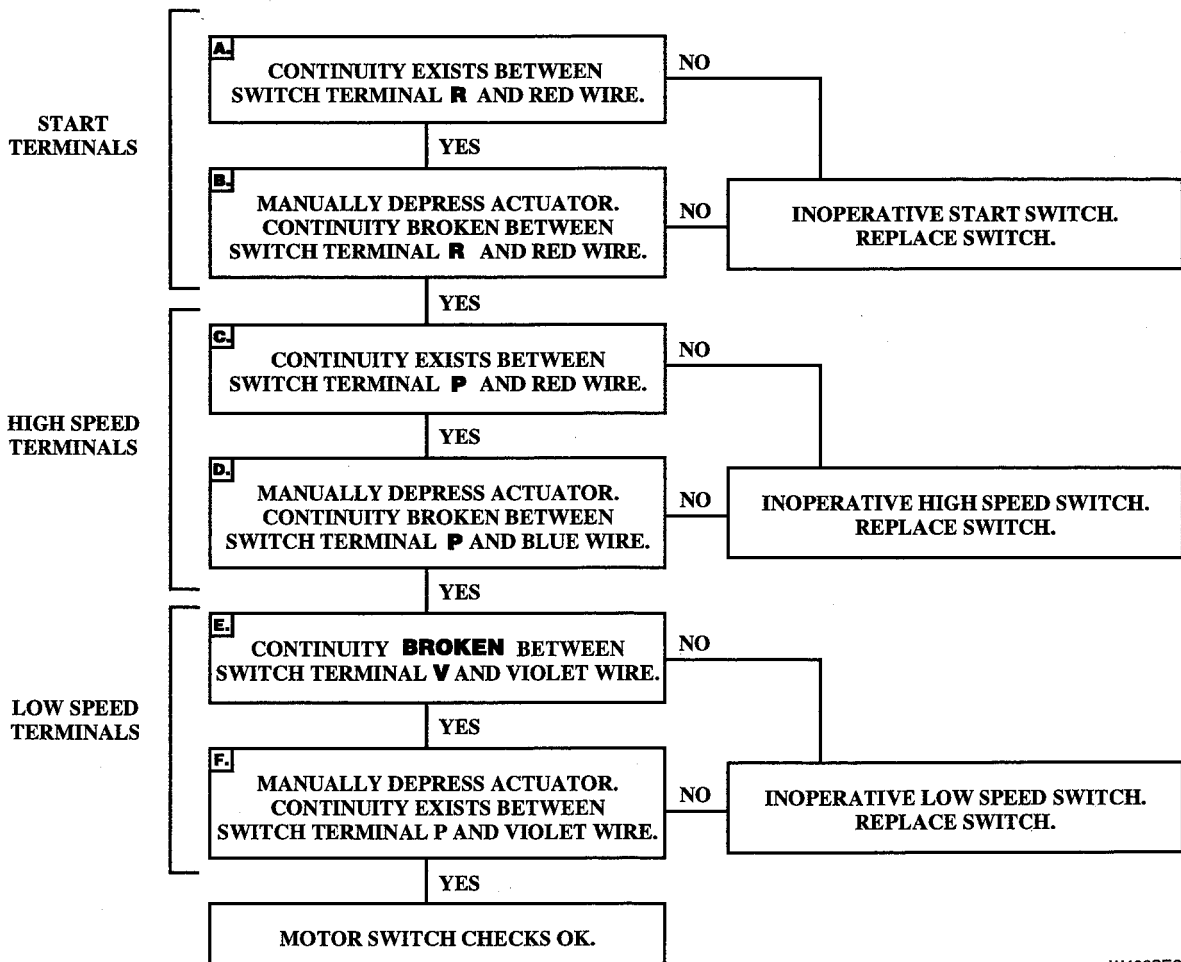 START
TERMINALS
A.
CONTINUITY EXISTS BETWEEN
SWITCH TERMINAL R AND RED WIRE.
NO
YES
B.
MANUALLY DEPRESS ACTUATOR.
CONTINUITY BROKEN BETWEEN
SWITCH TERMINAL R AND RED WIRE.
NO
INOPERATIVE START SWITCH.
REPLACE SWITCH.
YES
HIGH SPEED
TERMINALS
C.
CONTINUITY EXISTS BETWEEN
SWITCH TERMINAL P AND RED WIRE.
NO
YES
D.
MANUALLY DEPRESS ACTUATOR.
CONTINUITY BROKEN BETWEEN
SWITCH TERMINAL P AND BLUE WIRE.
NO
INOPERATIVE HIGH SPEED SWITCH.
REPLACE SWITCH.
YES
LOW SPEED
TERMINALS
E.
CONTINUITY BROKEN BETWEEN
SWITCH TERMINAL V AND VIOLET WIRE.
NO
YES
F.
MANUALLY DEPRESS ACTUATOR.
CONTINUITY EXISTS BETWEEN
SWITCH TERMINAL P AND VIOLET WIRE.
NO
INOPERATIVE LOW SPEED SWITCH.
REPLACE SWITCH.
YES
MOTOR SWITCH CHECKS OK.